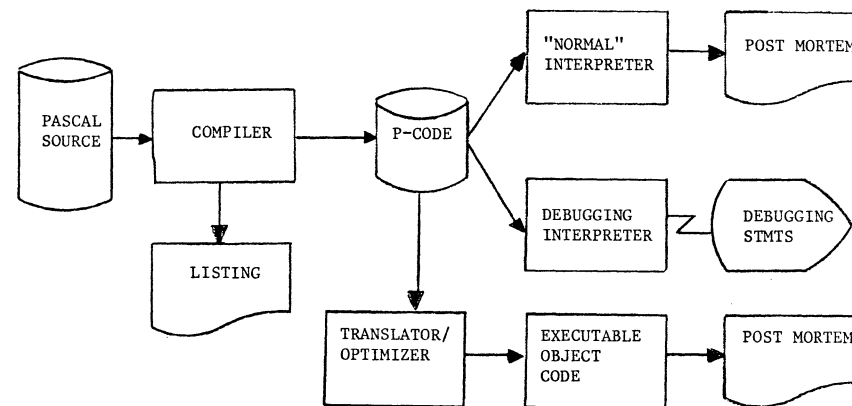 "NORMAL"
INTERPRETER
POST MORTEM
PASCAL
SOURCE
COMPILER
P-CODE
DEBUGGING
INTERPRETER
DEBUGGING
STMTS
LISTING
TRANSLATOR/
OPTIMIZER
EXECUTABLE
OBJECT
CODE
POST MORTEM